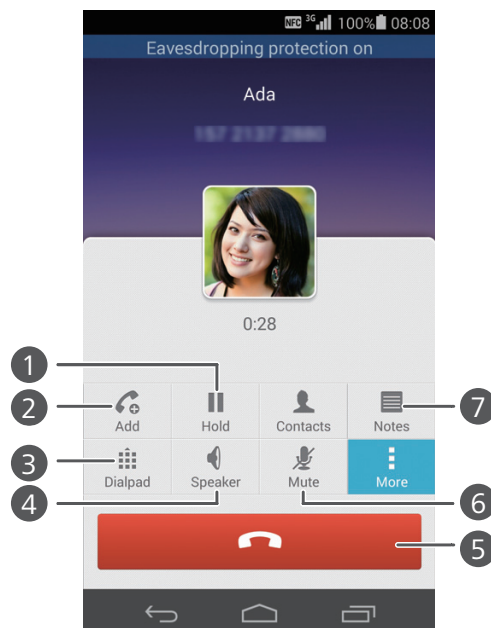 NFC 3G 100% 08:08
Eavesdropping protection on
Ada
0:28
1
2
Add Hold Contacts Notes
7
3
Dialpad Speaker Mute More
4
6
5